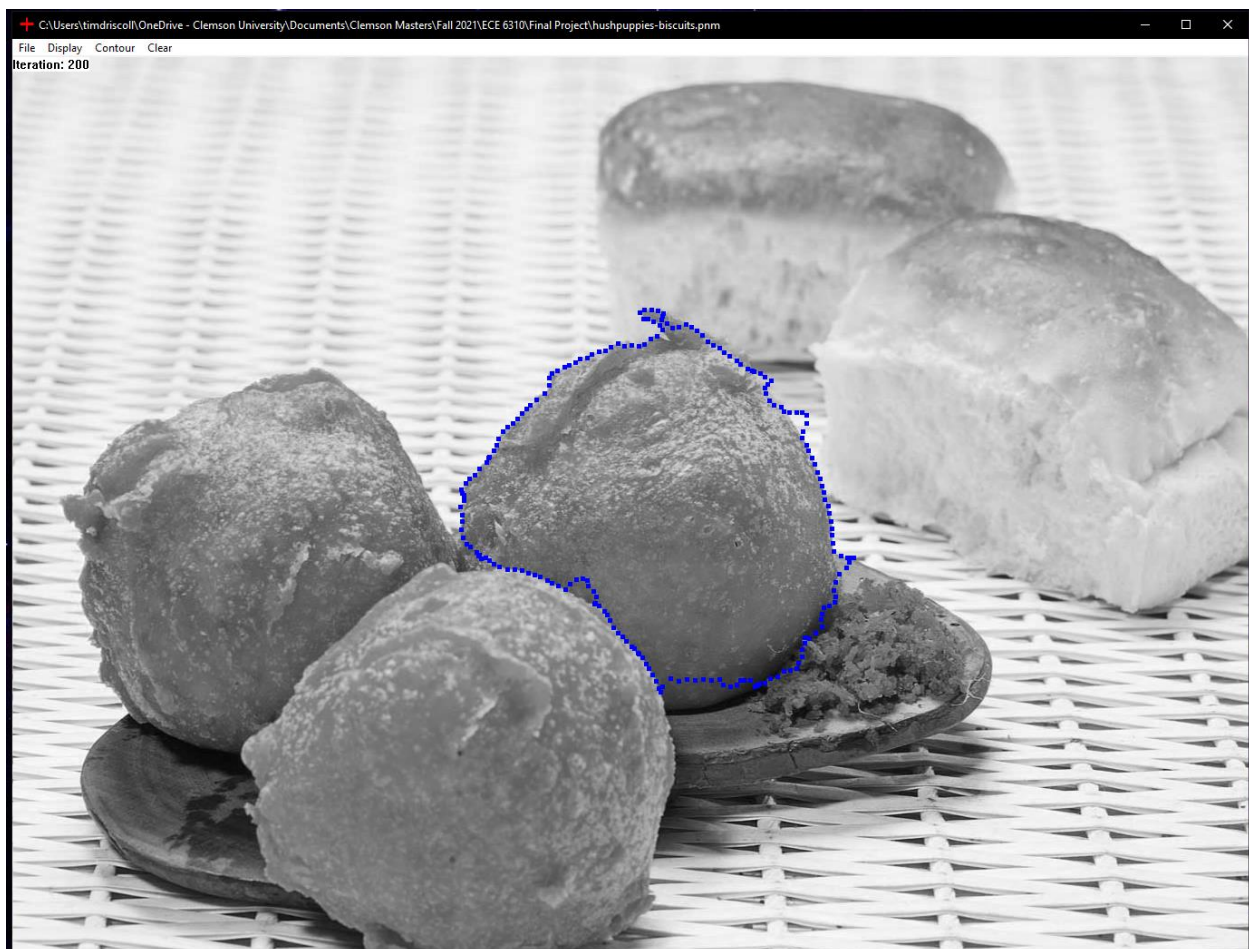 C:\Users\timdriscoll\OneDrive - Clemson University\Documents\Clemson Masters\Fall 2021\ECE 6310\Final Project\hushpuppies-biscuits.pnm
File Display Contour Clear
Iteration: 200